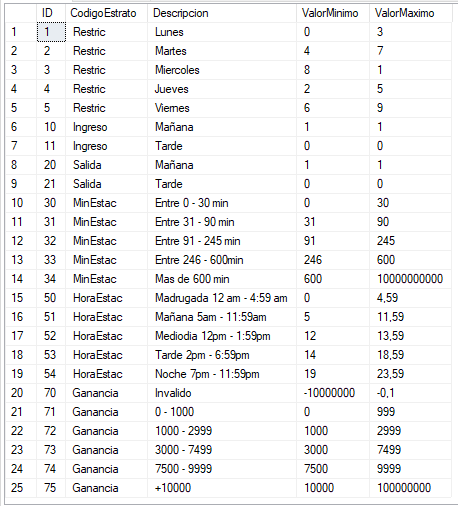 ID CodigoEstrato Descripcion ValorMinimo ValorMaximo
1 1 Restric Lunes 0 3
2 2 Restric Martes 4 7
3 3 Restric Miercoles 8 1
4 4 Restric Jueves 2 5
5 5 Restric Viernes 6 9
6 10 Ingreso Mañana 1 1
7 11 Ingreso Tarde 0 0
8 20 Salida Mañana 1 1
9 21 Salida Tarde 0 0
10 30 MinEstac Entre 0 - 30 min 0 30
11 31 MinEstac Entre 31 - 90 min 31 90
12 32 MinEstac Entre 91 - 245 min 91 245
13 33 MinEstac Entre 246 - 600min 246 600
14 34 MinEstac Mas de 600 min 600 10000000000
15 50 HoraEstac Madrugada 12 am - 4:59 am 0 4,59
16 51 HoraEstac Mañana 5am - 11:59am 5 11,59
17 52 HoraEstac Mediodia 12pm - 1:59pm 12 13,59
18 53 HoraEstac Tarde 2pm - 6:59pm 14 18,59
19 54 HoraEstac Noche 7pm - 11:59pm 19 23,59
20 70 Ganancia Invalido -10000000 -0,1
21 71 Ganancia 0 - 1000 0 999
22 72 Ganancia 1000 - 2999 1000 2999
23 73 Ganancia 3000 - 7499 3000 7499
24 74 Ganancia 7500 - 9999 7500 9999
25 75 Ganancia +10000 10000 100000000